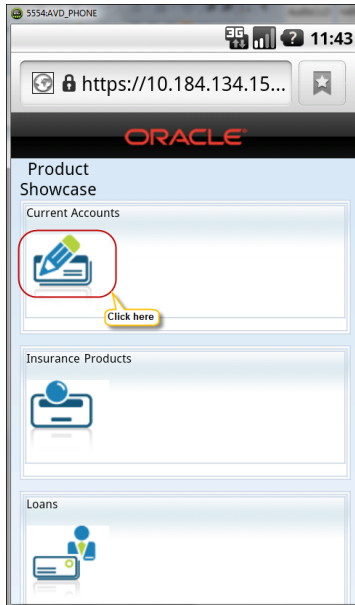 5554:AVD_PHONE
3G
11:43
https://10.184.134.15...
ORACLE
Product
Showcase
Current Accounts
Click here
Insurance Products
Loans